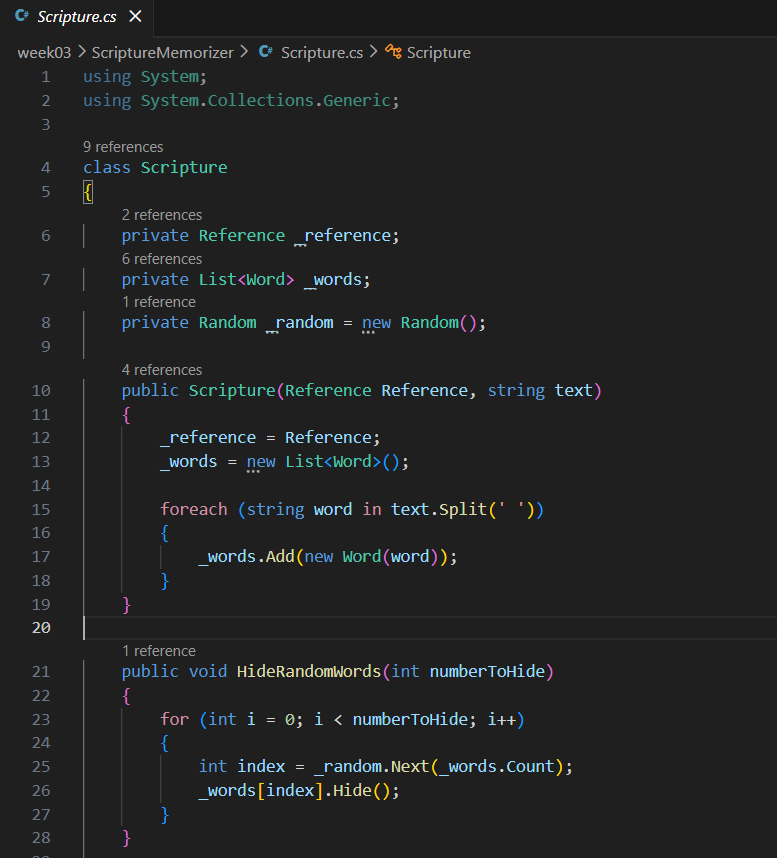 Scripture.cs
week03 > ScriptureMemorizer > Scripture.cs > Scripture
1 using System;
2 using System.Collections.Generic;
3
9 references
4 class Scripture
5 {
2 references
6 private Reference _reference;
6 references
7 private List<Word> _words;
1 reference
8 private Random _random = new Random();
9
4 references
10 public Scripture(Reference Reference, string text)
11 {
12 _reference = Reference;
13 _words = new List<Word>();
14
15 foreach (string word in text.Split(' '))
16 {
17 _words.Add(new Word(word));
18 }
19 }
20
1 reference
21 public void HideRandomWords(int numberToHide)
22 {
23 for (int i = 0; i < numberToHide; i++)
24 {
25 int index = _random.Next(_words.Count);
26 _words[index].Hide();
27 }
28 }